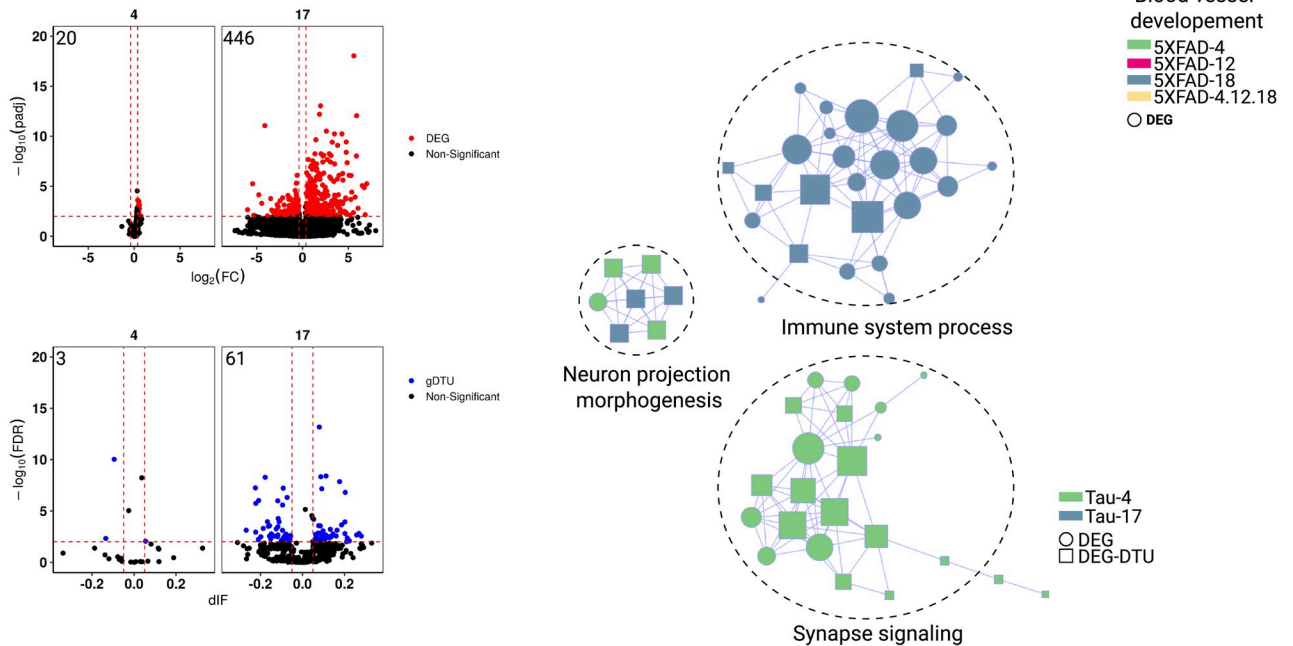 4
17
20
446
20
15
10
5
0
−log10(padj)
-5
0
5
-5
0
5
log2(FC)
DEG
Non-Significant
4
17
3
61
20
15
10
5
0
−log10(FDR)
-0.2
0.0
0.2
-0.2
0.0
0.2
dIF
gDTU
Non-Significant
Neuron projection
morphogenesis
Immune system process
Synapse signaling
developement
5XFAD-4
5XFAD-12
5XFAD-18
5XFAD-4.12.18
DEG
Tau-4
Tau-17
DEG
DEG-DTU